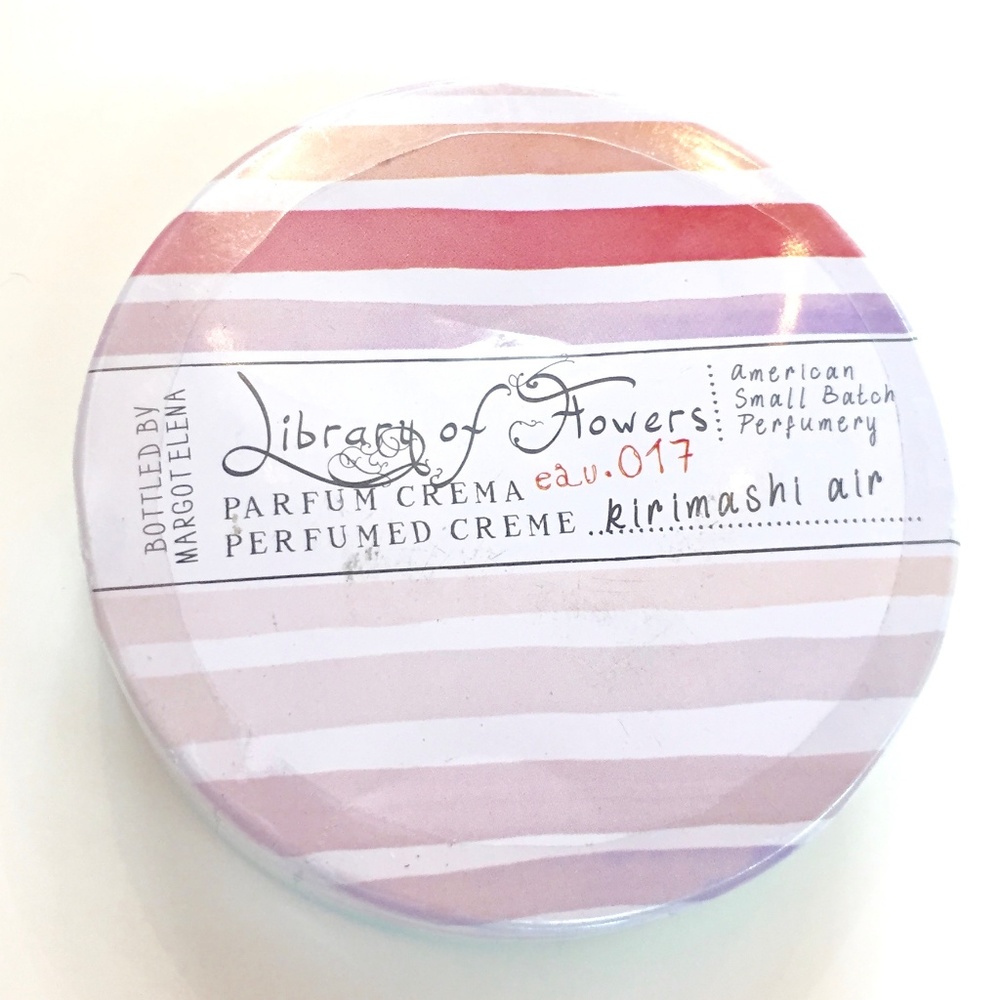 BOTTLED BY
MARGOT ELENA
Library of Flowers
PARFUM CREMA eau.017
PERFUMED CREME kirimashi air
american
Small Batch
Perfumery